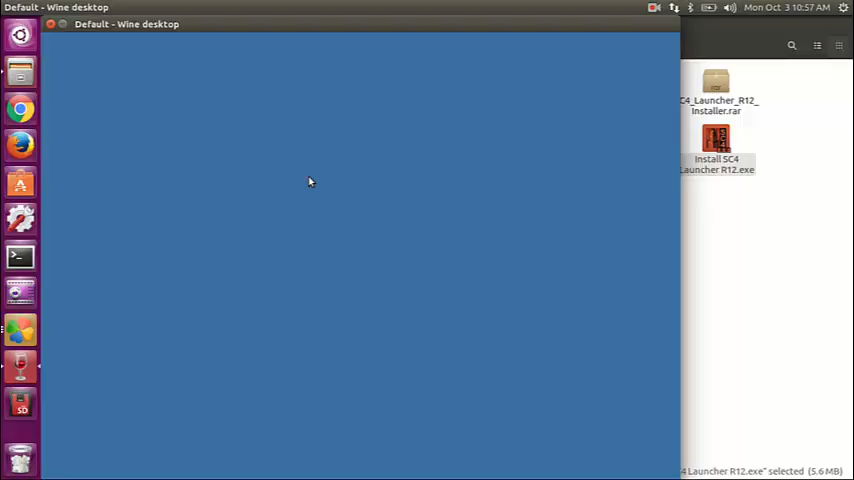 Default - Wine desktop
Mon Oct 3 10:57 AM
Default - Wine desktop
C4_Launcher_R12_
Installer.rar
Install SC4
Launcher R12.exe
SD
4 Launcher R12.exe" selected (5.6 MB)